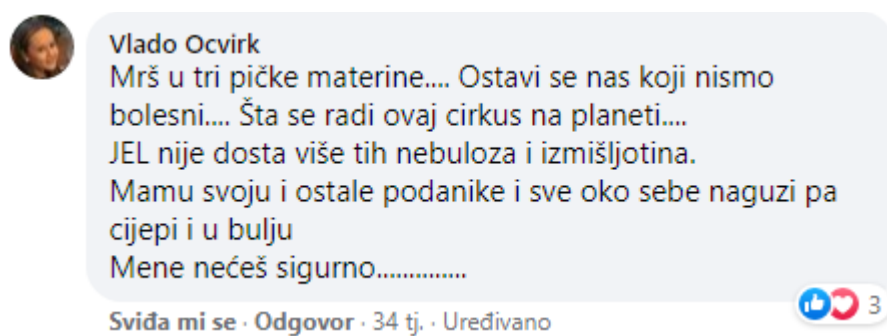 Vlado Ocvirk
Mrš u tri pičke materine.... Ostavi se nas koji nismo
bolesni.... Šta se radi ovaj cirkus na planeti....
JEL nije dosta više tih nebuloza i izmišljotina.
Mamu svoju i ostale podanike i sve oko sebe naguzi pa
cijepi i u bulju
Mene nećeš sigurno..............
Sviđa mi se · Odgovor · 34 tj. · Uređivano
3